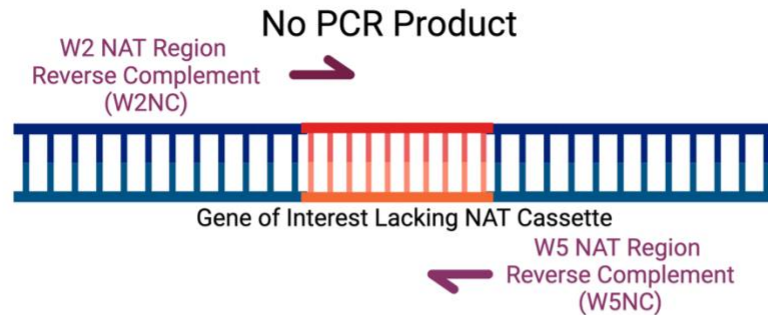 No PCR Product
W2 NAT Region
Reverse Complement
(W2NC)
Gene of Interest Lacking NAT Cassette
W5 NAT Region
Reverse Complement
(W5NC)